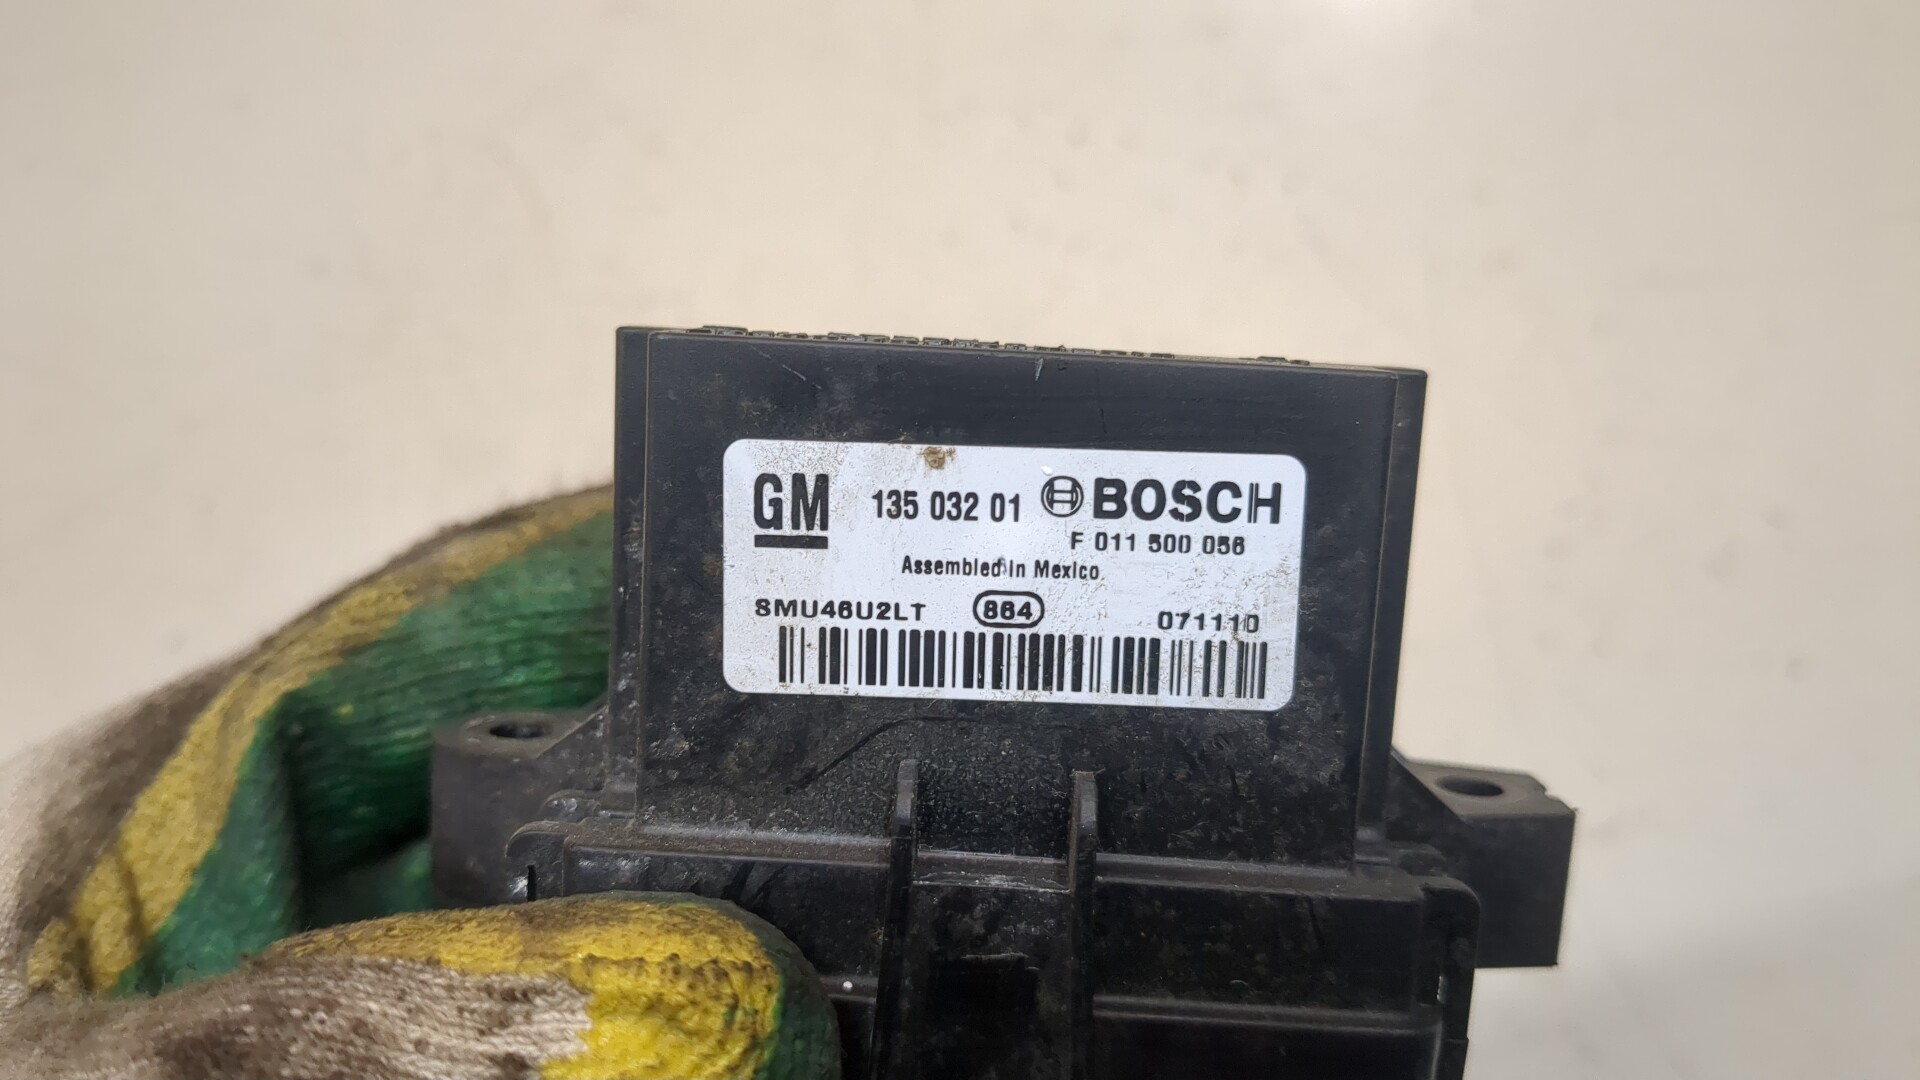 GM 135 032 01 BOSCH
F 011 500 056
Assembled in Mexico
SMU46U2LT 864 071110